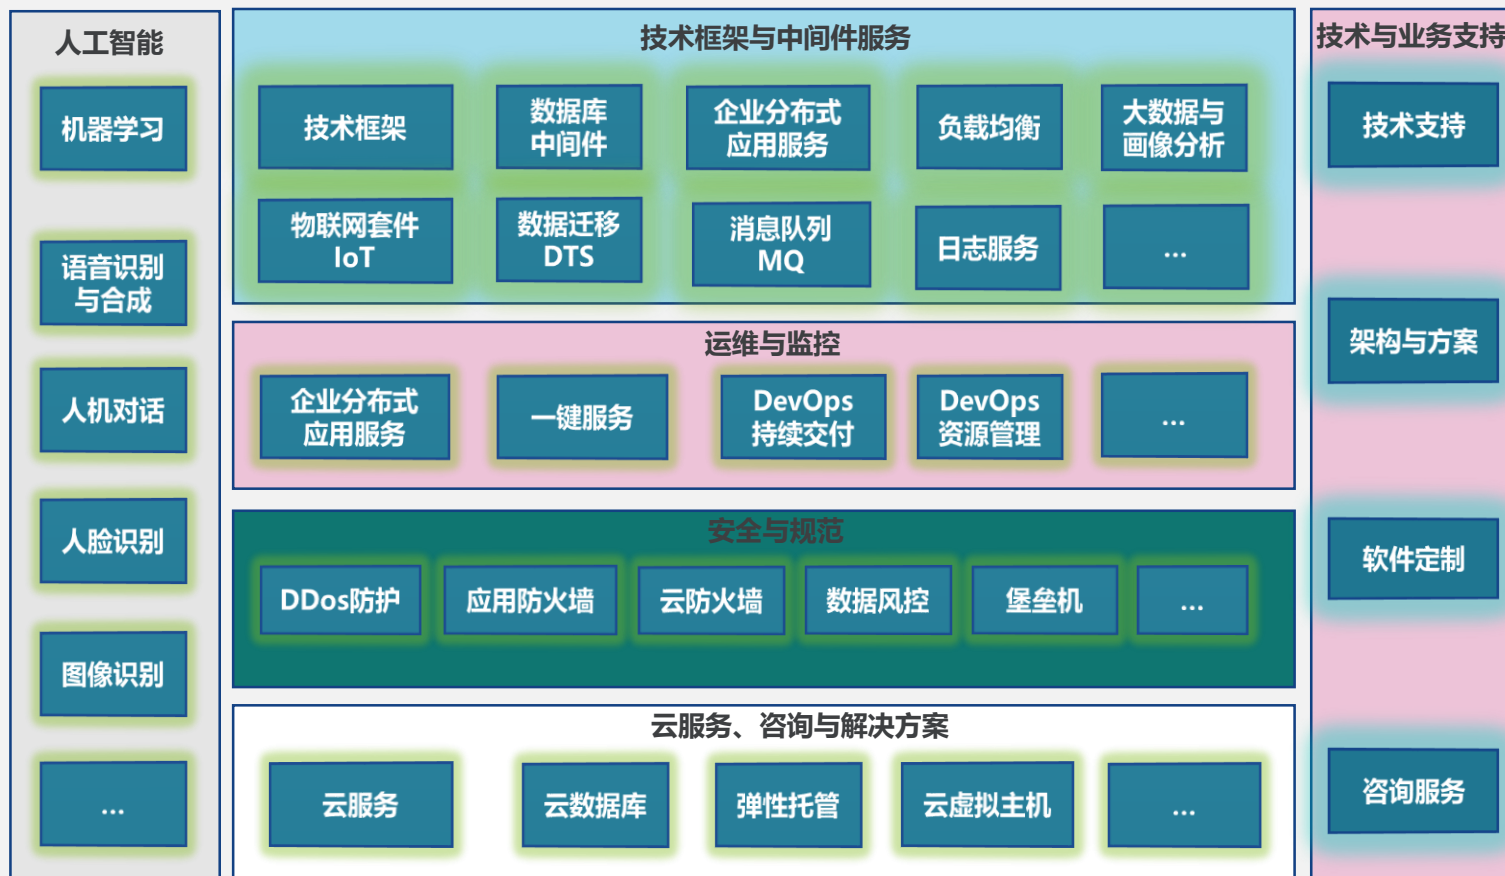 人工智能
机器学习
语音识别
与合成
人机对话
人脸识别
图像识别
...
技术框架与中间件服务
技术框架
数据库
中间件
企业分布式
应用服务
负载均衡
大数据与
画像分析
物联网套件
IoT
数据迁移
DTS
消息队列
MQ
日志服务
...
运维与监控
企业分布式
应用服务
一键服务
DevOps
持续交付
DevOps
资源管理
...
安全与规范
DDos防护
应用防火墙
云防火墙
数据风控
堡垒机
...
云服务、咨询与解决方案
云服务
云数据库
弹性托管
云虚拟主机
...
技术与业务支持
技术支持
架构与方案
软件定制
咨询服务